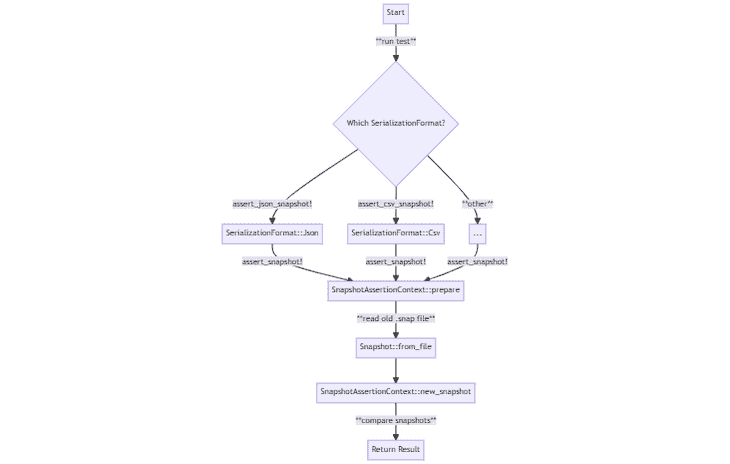 Start
**run test**
Which SerializationFormat?
assert_json_snapshot!
assert_csv_snapshot!
**other**
SerializationFormat::Json
SerializationFormat::Csv
...
assert_snapshot!
assert_snapshot!
assert_snapshot!
SnapshotAssertionContext::prepare
**read old .snap file**
Snapshot::from_file
SnapshotAssertionContext::new_snapshot
**compare snapshots**
Return Result